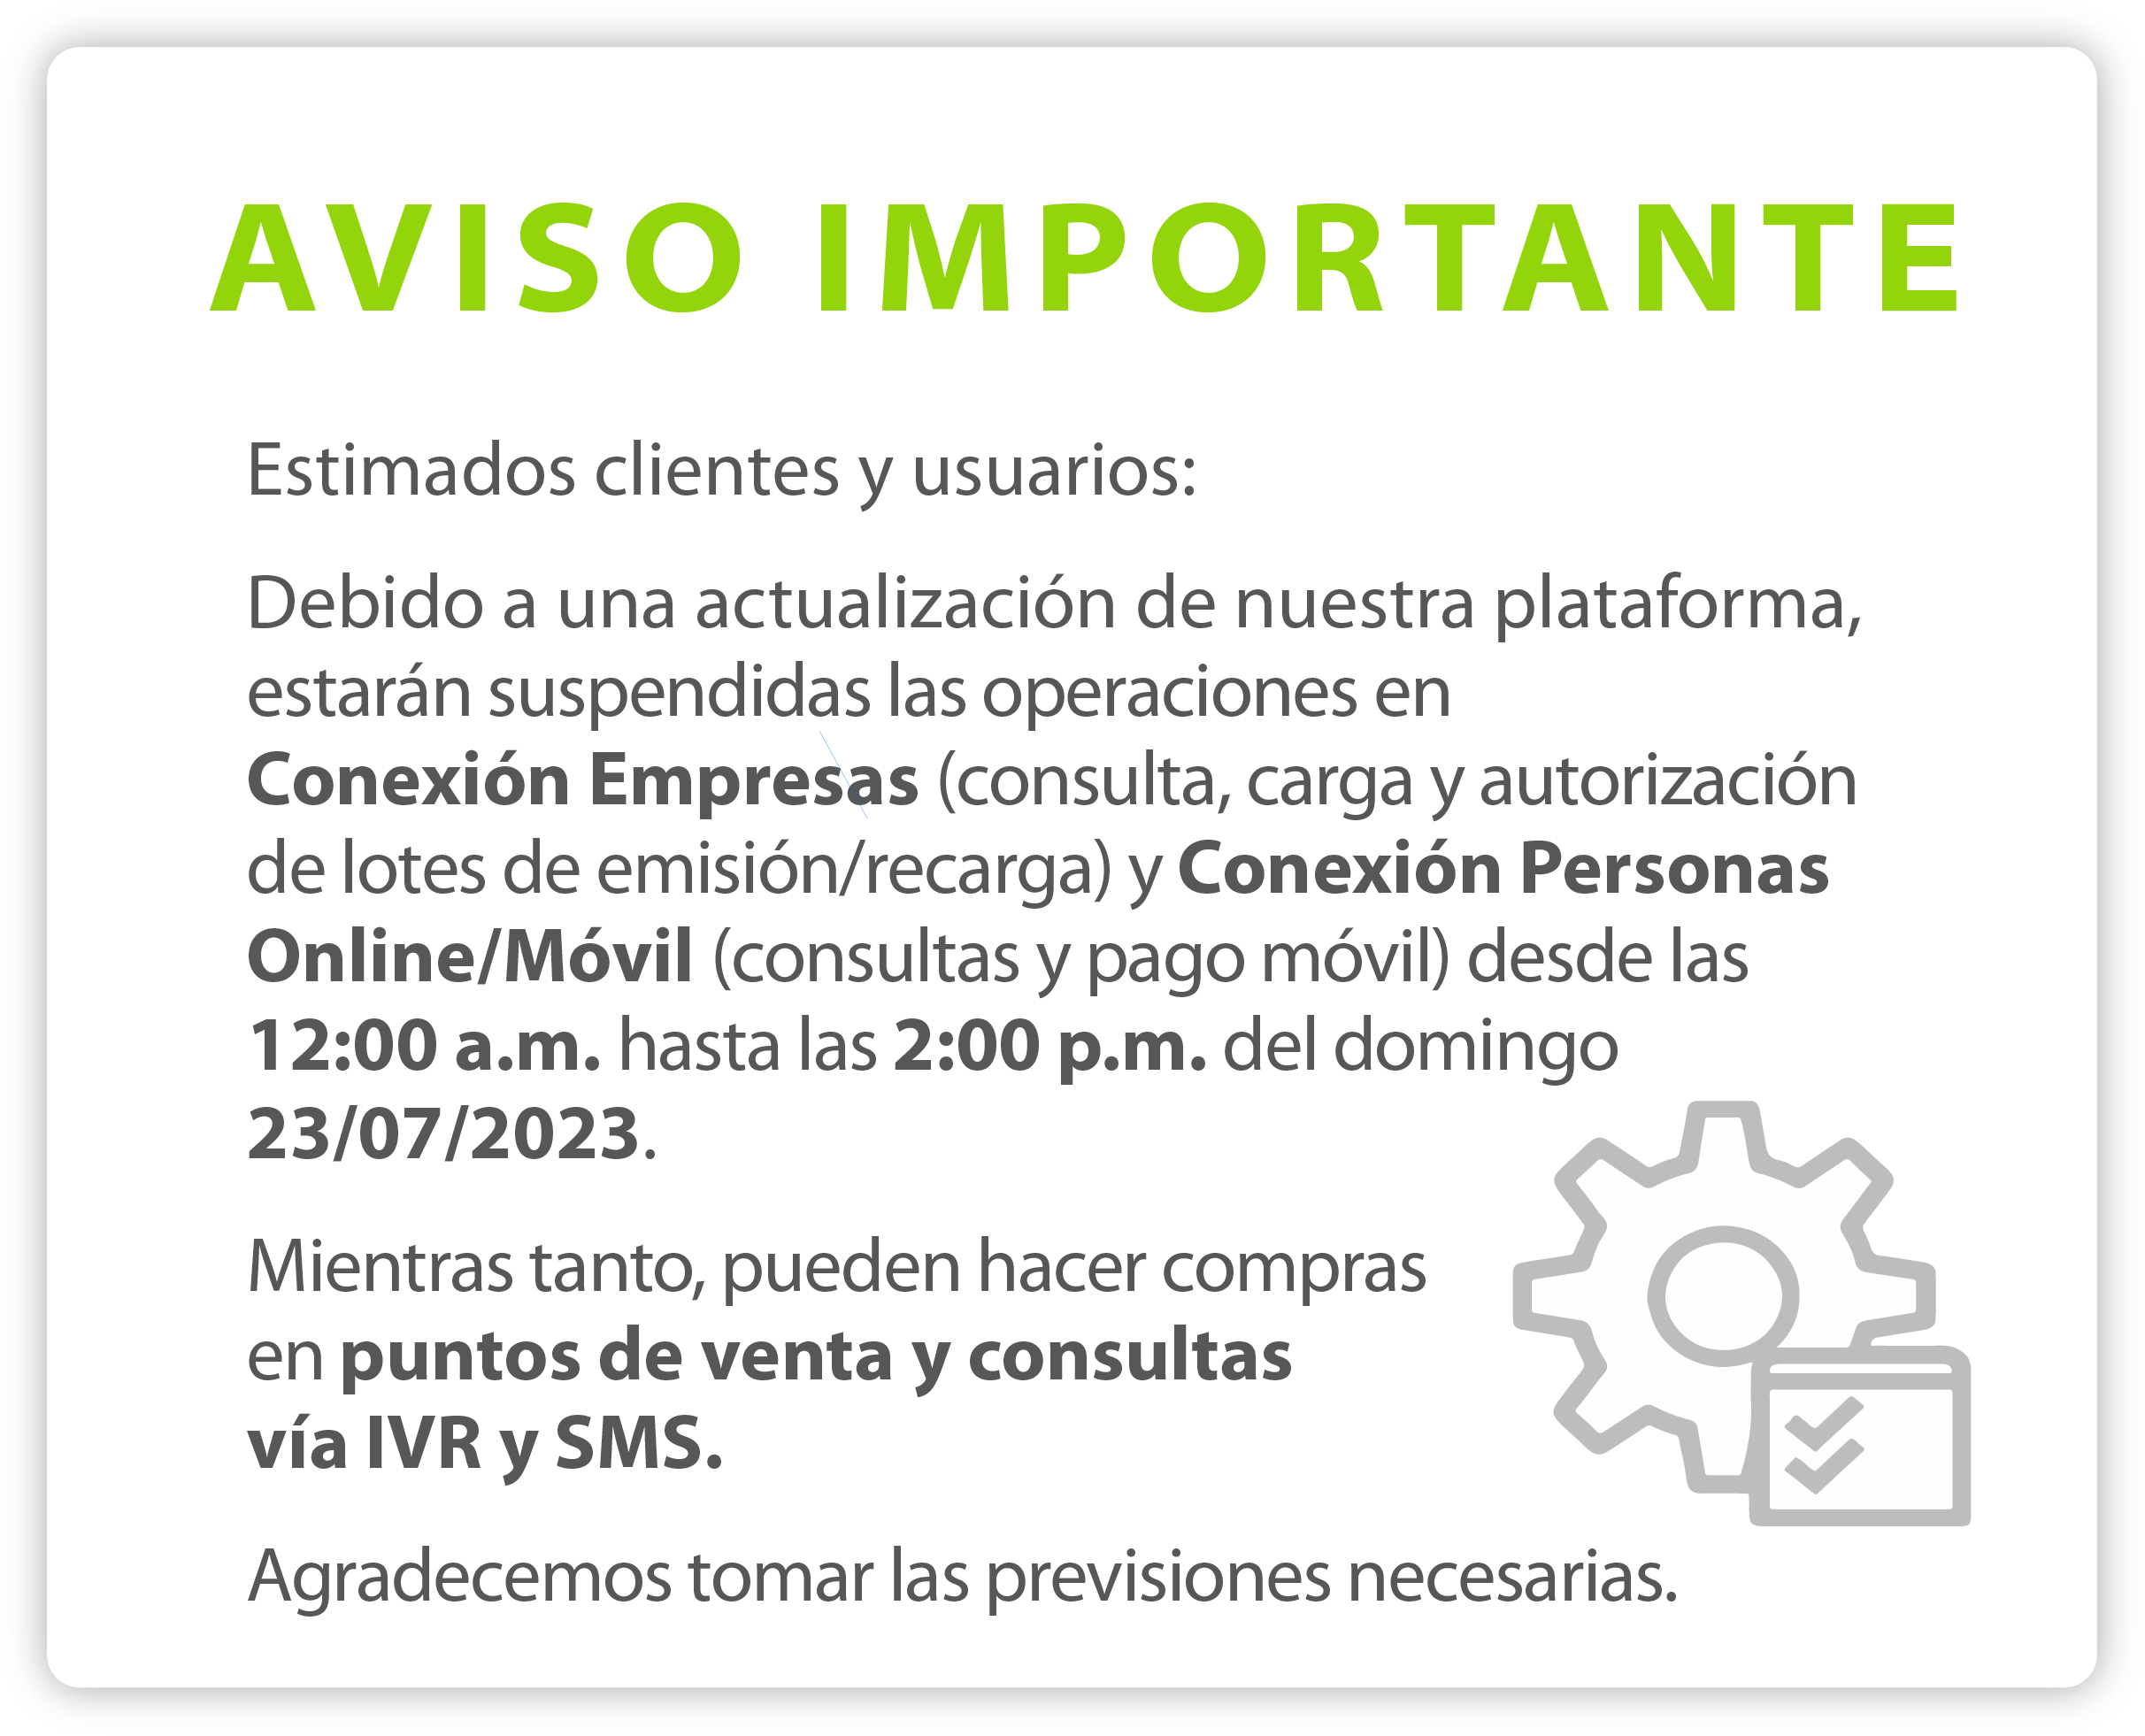 AVISO IMPORTANTE
Estimados clientes y usuarios:
Debido a una actualización de nuestra plataforma,
estarán suspendidas las operaciones en
Conexión Empresas (consulta, carga y autorización
de lotes de emisión/recarga) y Conexión Personas
Online/Móvil (consultas y pago móvil) desde las
12:00 a.m. hasta las 2:00 p.m. del domingo
23/07/2023.
Mientras tanto, pueden hacer compras
en puntos de venta y consultas
vía IVR y SMS.
Agradecemos tomar las previsiones necesarias.